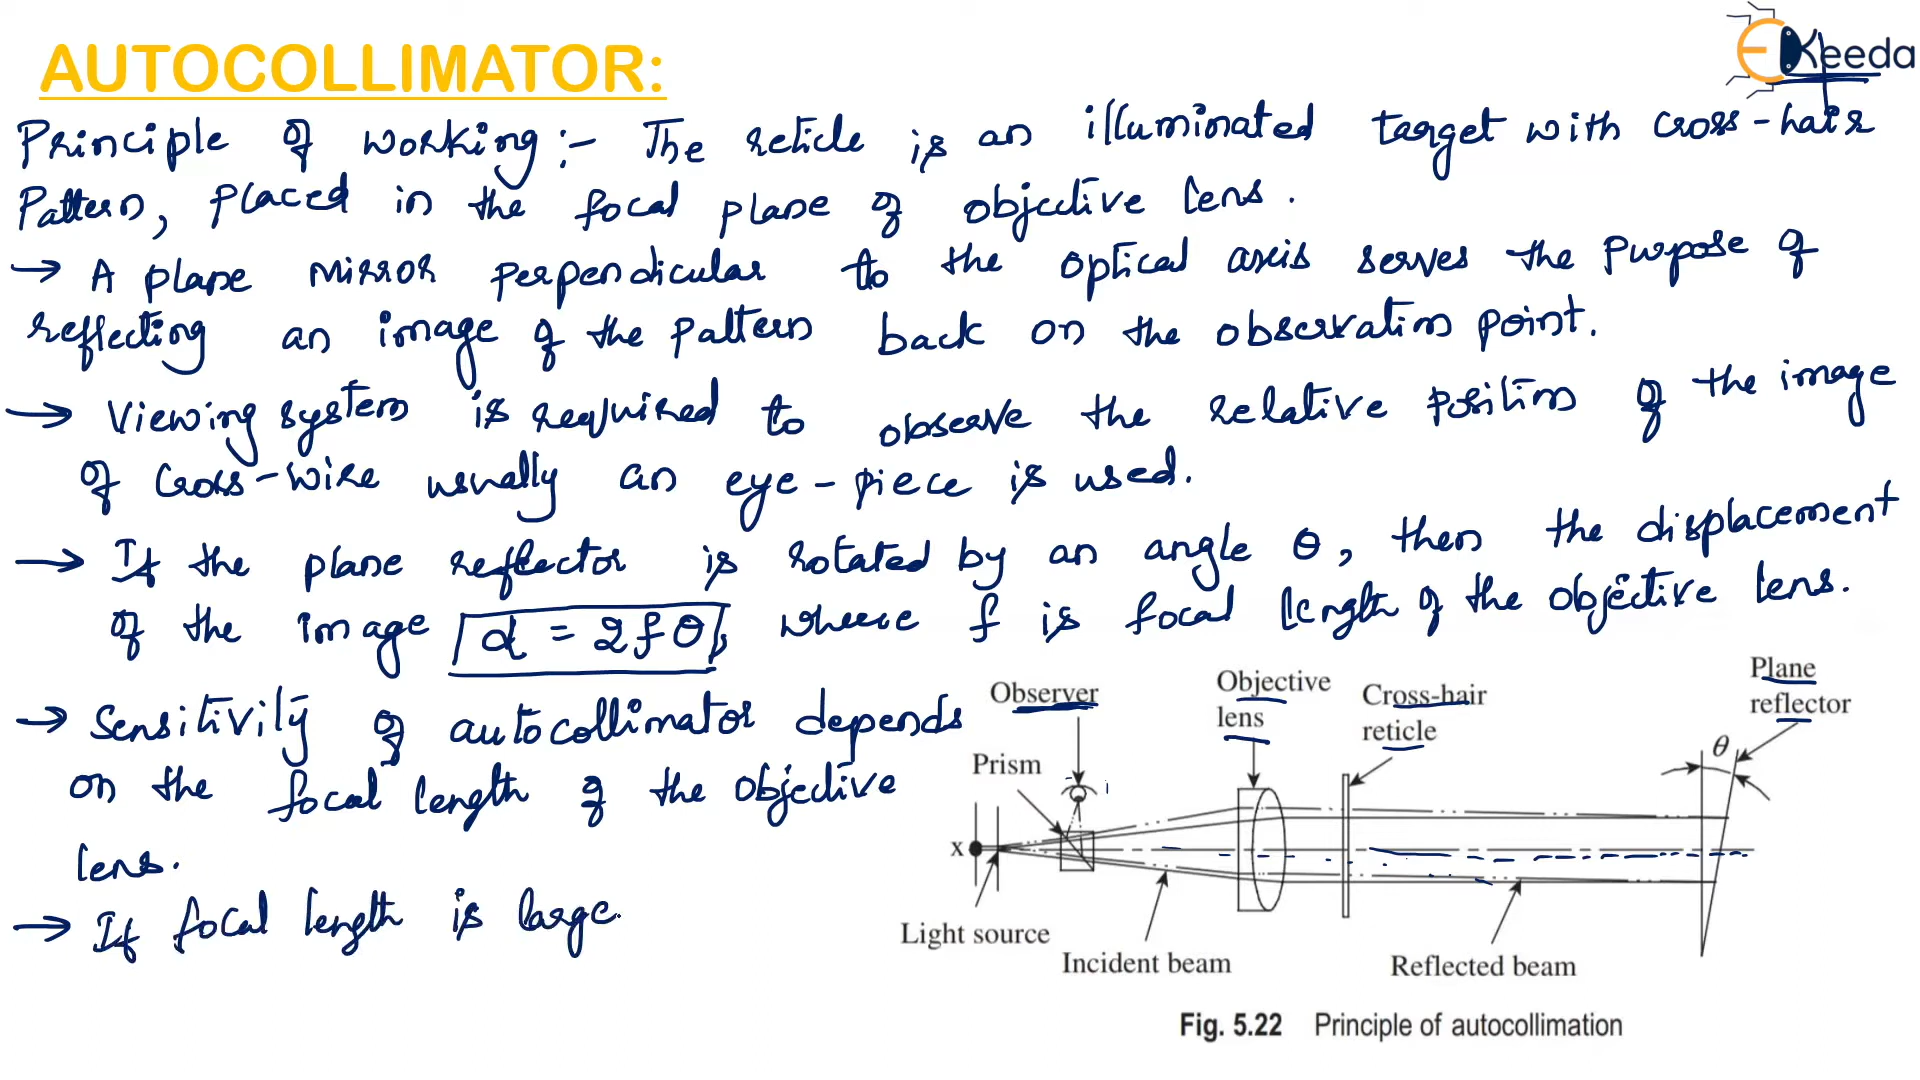 AUTOCOLLIMATOR:
EKeeda
Principle of working :- The reticle is an illuminated target with cross-hair
Pattern, placed in the focal plane of objective lens.
→ A plane mirror perpendicular to the optical axis serves the purpose of
reflecting an image of the pattern back on the observation point.
→ Viewing system is required to observe the relative position of the image
of cross-wire usually an eye-piece is used.
→ If the plane reflector is rotated by an angle θ, then the displacement
of the image d = 2fθ, where f is focal length of the objective lens.
→ Sensitivity of autocollimator depends
on the focal length of the objective
lens.
→ If focal length is large.
Observer
Objective
lens
Cross-hair
reticle
Plane
reflector
θ
Prism
x
Light source
Incident beam
Reflected beam
Fig. 5.22 Principle of autocollimation